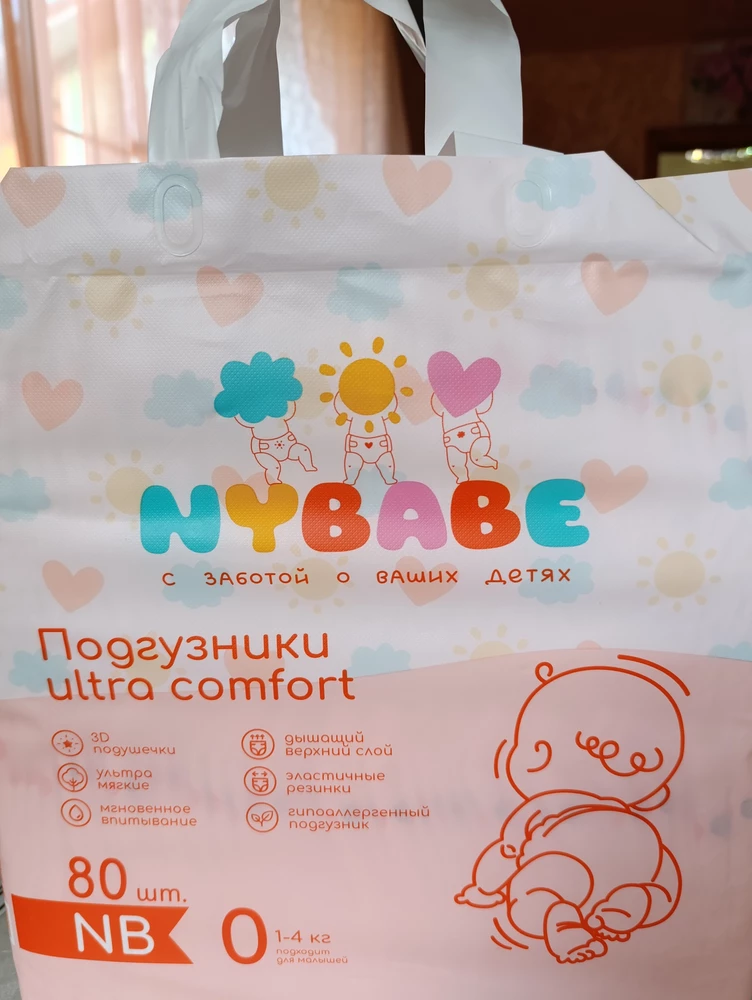 NYBABE
с заботой о ваших детях
Подгузники
ultra comfort
3D
подушечки
ультра
мягкие
мгновенное
впитывание
дышащий
верхний слой
эластичные
резинки
гипоаллергенный
подгузник
80 шт.
NB
0
1-4 кг
подходит
для малышей